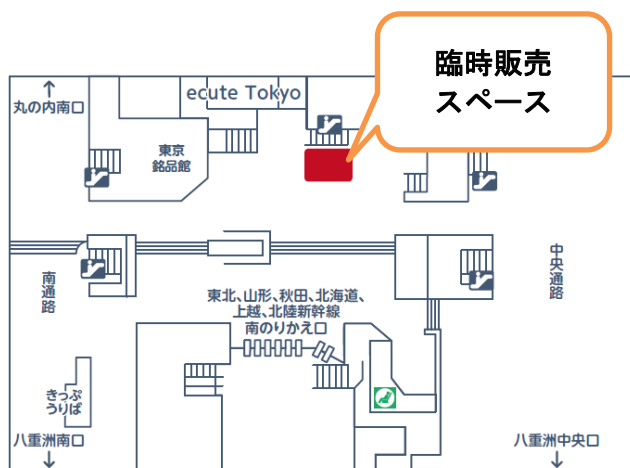 臨時販売
スペース
丸の内南口
ecute Tokyo
東京
銘品館
南通路
中央通路
東北、山形、秋田、北海道、
上越、北陸新幹線
南のりかえ口
きっぷ
うりば
八重洲南口
八重洲中央口